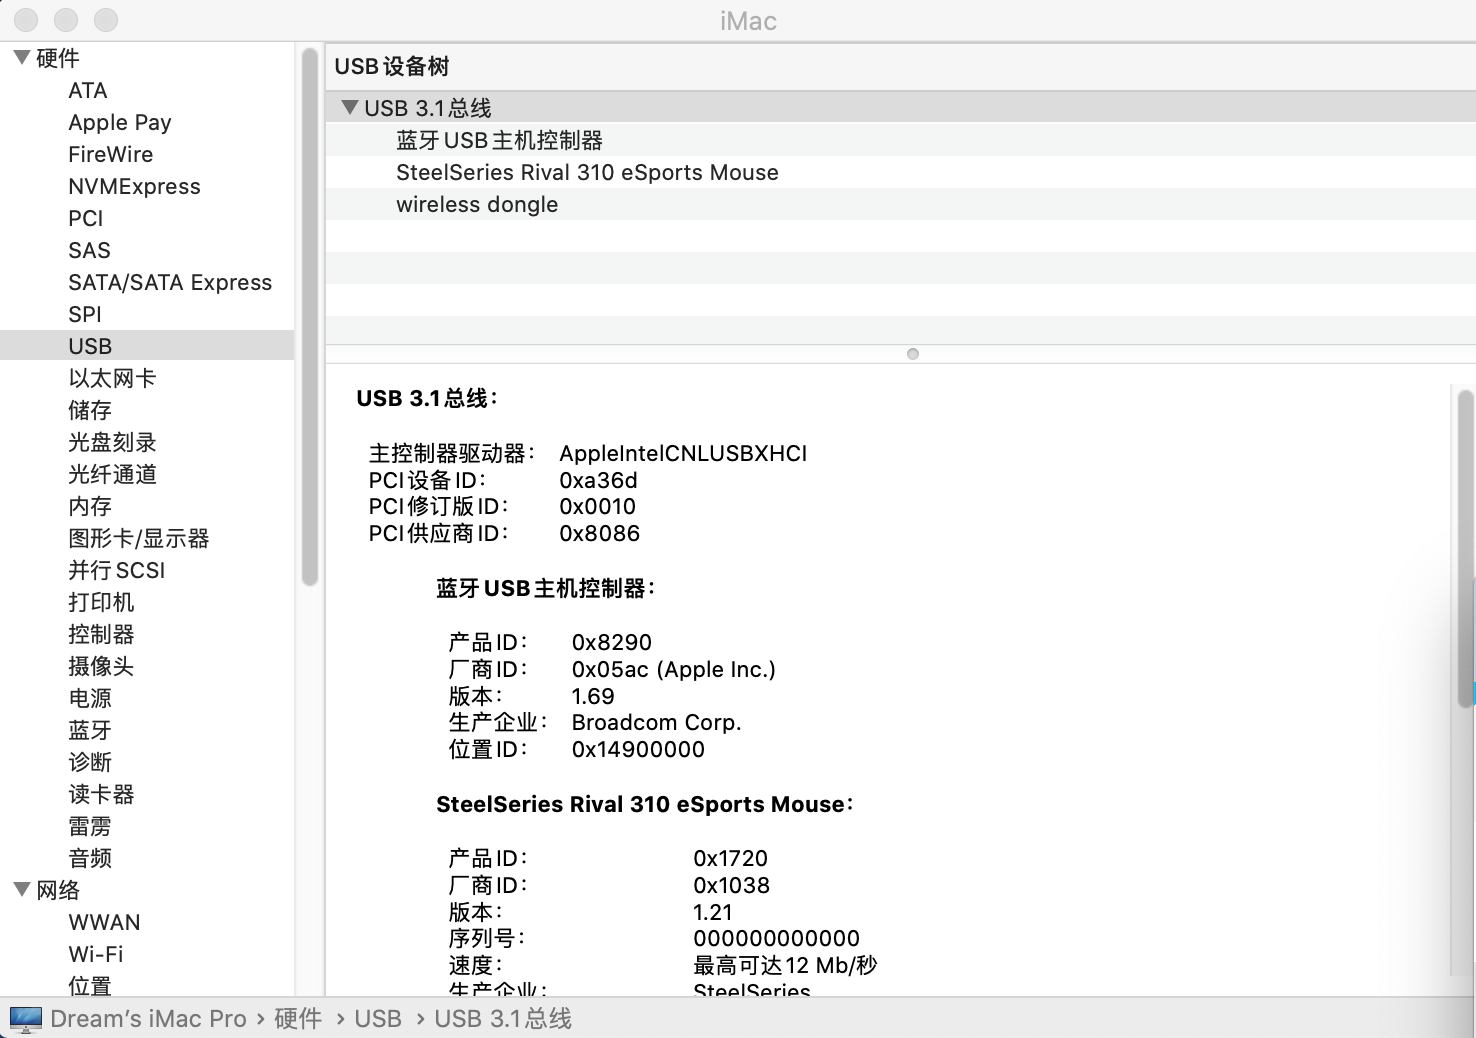 iMac
硬件
ATA
Apple Pay
FireWire
NVMExpress
PCI
SAS
SATA/SATA Express
SPI
USB
以太网卡
储存
光盘刻录
光纤通道
内存
图形卡/显示器
并行 SCSI
打印机
控制器
摄像头
电源
蓝牙
诊断
读卡器
雷雳
音频
网络
WWAN
Wi-Fi
位置
USB 设备树
USB 3.1 总线
蓝牙 USB 主机控制器
SteelSeries Rival 310 eSports Mouse
wireless dongle
USB 3.1 总线：
主控制器驱动器： AppleIntelCNLUSBXHCI
PCI 设备 ID： 0xa36d
PCI 修订版 ID： 0x0010
PCI 供应商 ID： 0x8086
蓝牙 USB 主机控制器：
产品 ID： 0x8290
厂商 ID： 0x05ac (Apple Inc.)
版本： 1.69
生产企业： Broadcom Corp.
位置 ID： 0x14900000
SteelSeries Rival 310 eSports Mouse：
产品 ID： 0x1720
厂商 ID： 0x1038
版本： 1.21
序列号： 000000000000
速度： 最高可达 12 Mb/秒
生产企业： SteelSeries
Dream’s iMac Pro › 硬件 › USB › USB 3.1 总线